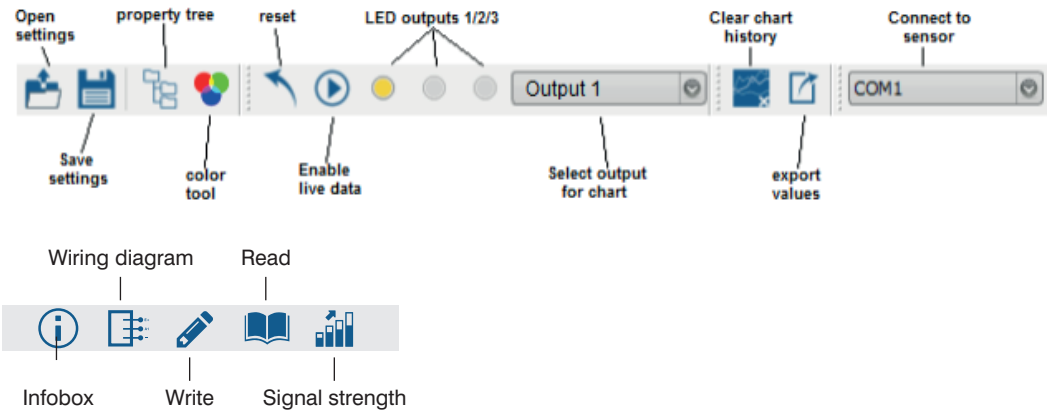 Open
settings
property tree
reset
LED outputs 1/2/3
Clear chart
history
Connect to
sensor
Output 1
COM1
Save
settings
color
tool
Enable
live data
Select output
for chart
export
values
Wiring diagram
Read
Infobox
Write
Signal strength